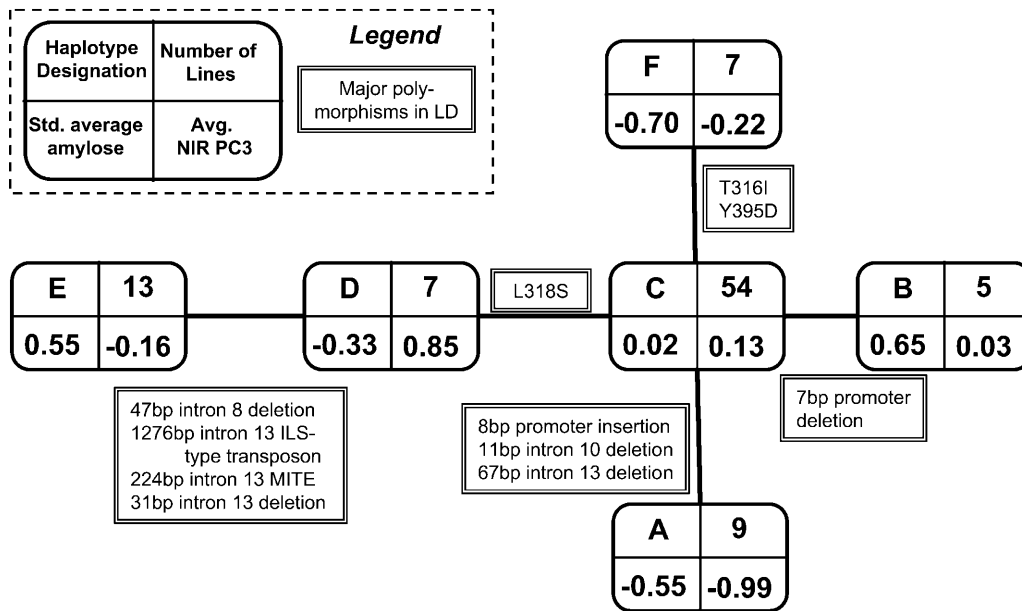 Legend
Haplotype
Designation
Number of
Lines
Std. average
amylose
Avg.
NIR PC3
Major poly-
morphisms in LD
F
7
-0.70
-0.22
T316I
Y395D
E
13
0.55
-0.16
D
7
-0.33
0.85
L318S
C
54
0.02
0.13
B
5
0.65
0.03
47bp intron 8 deletion
1276bp intron 13 ILS-
type transposon
224bp intron 13 MITE
31bp intron 13 deletion
8bp promoter insertion
11bp intron 10 deletion
67bp intron 13 deletion
7bp promoter
deletion
A
9
-0.55
-0.99